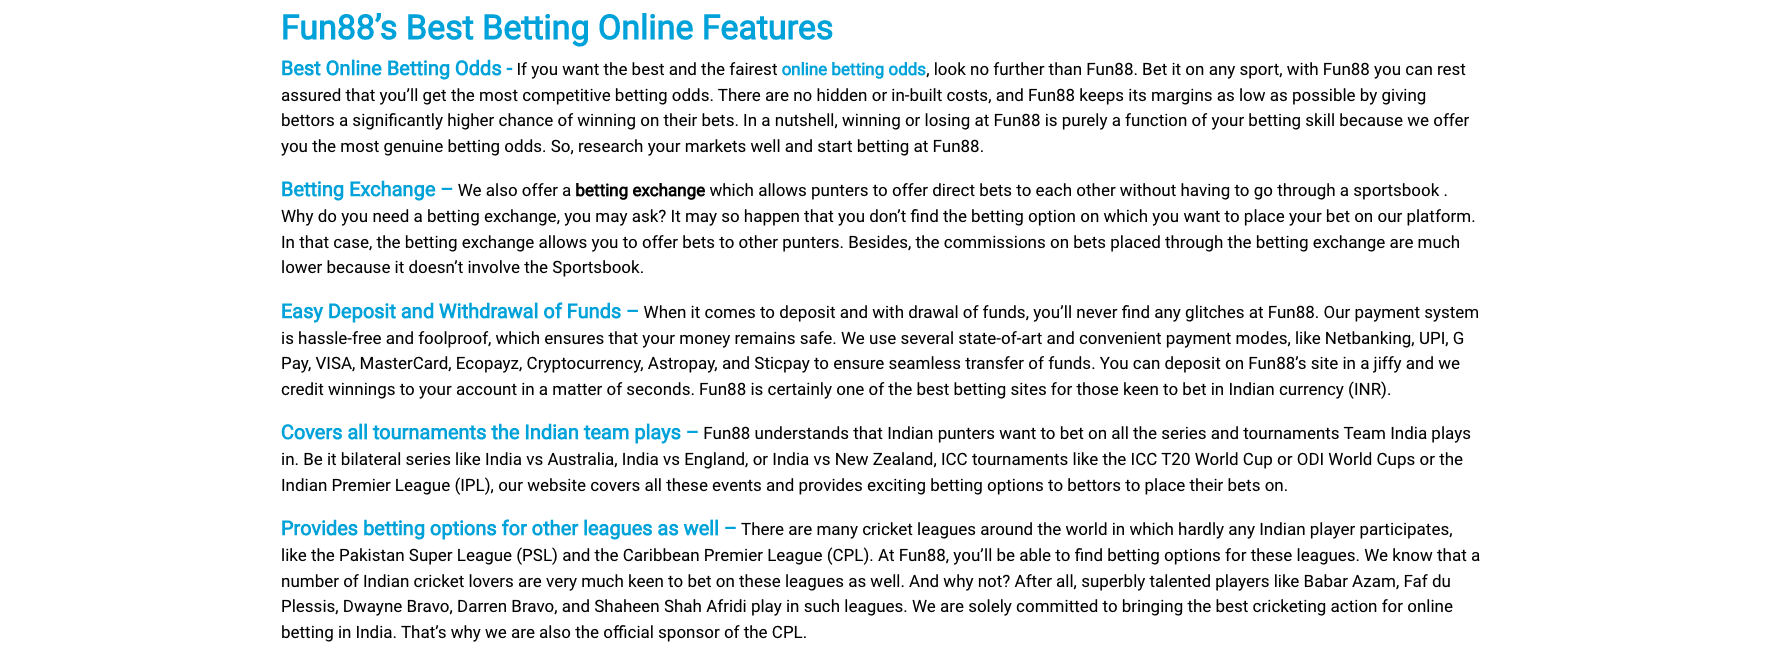 Fun88’s Best Betting Online Features
Best Online Betting Odds - If you want the best and the fairest online betting odds, look no further than Fun88. Bet it on any sport, with Fun88 you can rest
assured that you’ll get the most competitive betting odds. There are no hidden or in-built costs, and Fun88 keeps its margins as low as possible by giving
bettors a significantly higher chance of winning on their bets. In a nutshell, winning or losing at Fun88 is purely a function of your betting skill because we offer
you the most genuine betting odds. So, research your markets well and start betting at Fun88.
Betting Exchange – We also offer a betting exchange which allows punters to offer direct bets to each other without having to go through a sportsbook .
Why do you need a betting exchange, you may ask? It may so happen that you don’t find the betting option on which you want to place your bet on our platform.
In that case, the betting exchange allows you to offer bets to other punters. Besides, the commissions on bets placed through the betting exchange are much
lower because it doesn’t involve the Sportsbook.
Easy Deposit and Withdrawal of Funds – When it comes to deposit and with drawal of funds, you’ll never find any glitches at Fun88. Our payment system
is hassle-free and foolproof, which ensures that your money remains safe. We use several state-of-art and convenient payment modes, like Netbanking, UPI, G
Pay, VISA, MasterCard, Ecopayz, Cryptocurrency, Astropay, and Sticpay to ensure seamless transfer of funds. You can deposit on Fun88’s site in a jiffy and we
credit winnings to your account in a matter of seconds. Fun88 is certainly one of the best betting sites for those keen to bet in Indian currency (INR).
Covers all tournaments the Indian team plays – Fun88 understands that Indian punters want to bet on all the series and tournaments Team India plays
in. Be it bilateral series like India vs Australia, India vs England, or India vs New Zealand, ICC tournaments like the ICC T20 World Cup or ODI World Cups or the
Indian Premier League (IPL), our website covers all these events and provides exciting betting options to bettors to place their bets on.
Provides betting options for other leagues as well – There are many cricket leagues around the world in which hardly any Indian player participates,
like the Pakistan Super League (PSL) and the Caribbean Premier League (CPL). At Fun88, you’ll be able to find betting options for these leagues. We know that a
number of Indian cricket lovers are very much keen to bet on these leagues as well. And why not? After all, superbly talented players like Babar Azam, Faf du
Plessis, Dwayne Bravo, Darren Bravo, and Shaheen Shah Afridi play in such leagues. We are solely committed to bringing the best cricketing action for online
betting in India. That’s why we are also the official sponsor of the CPL.